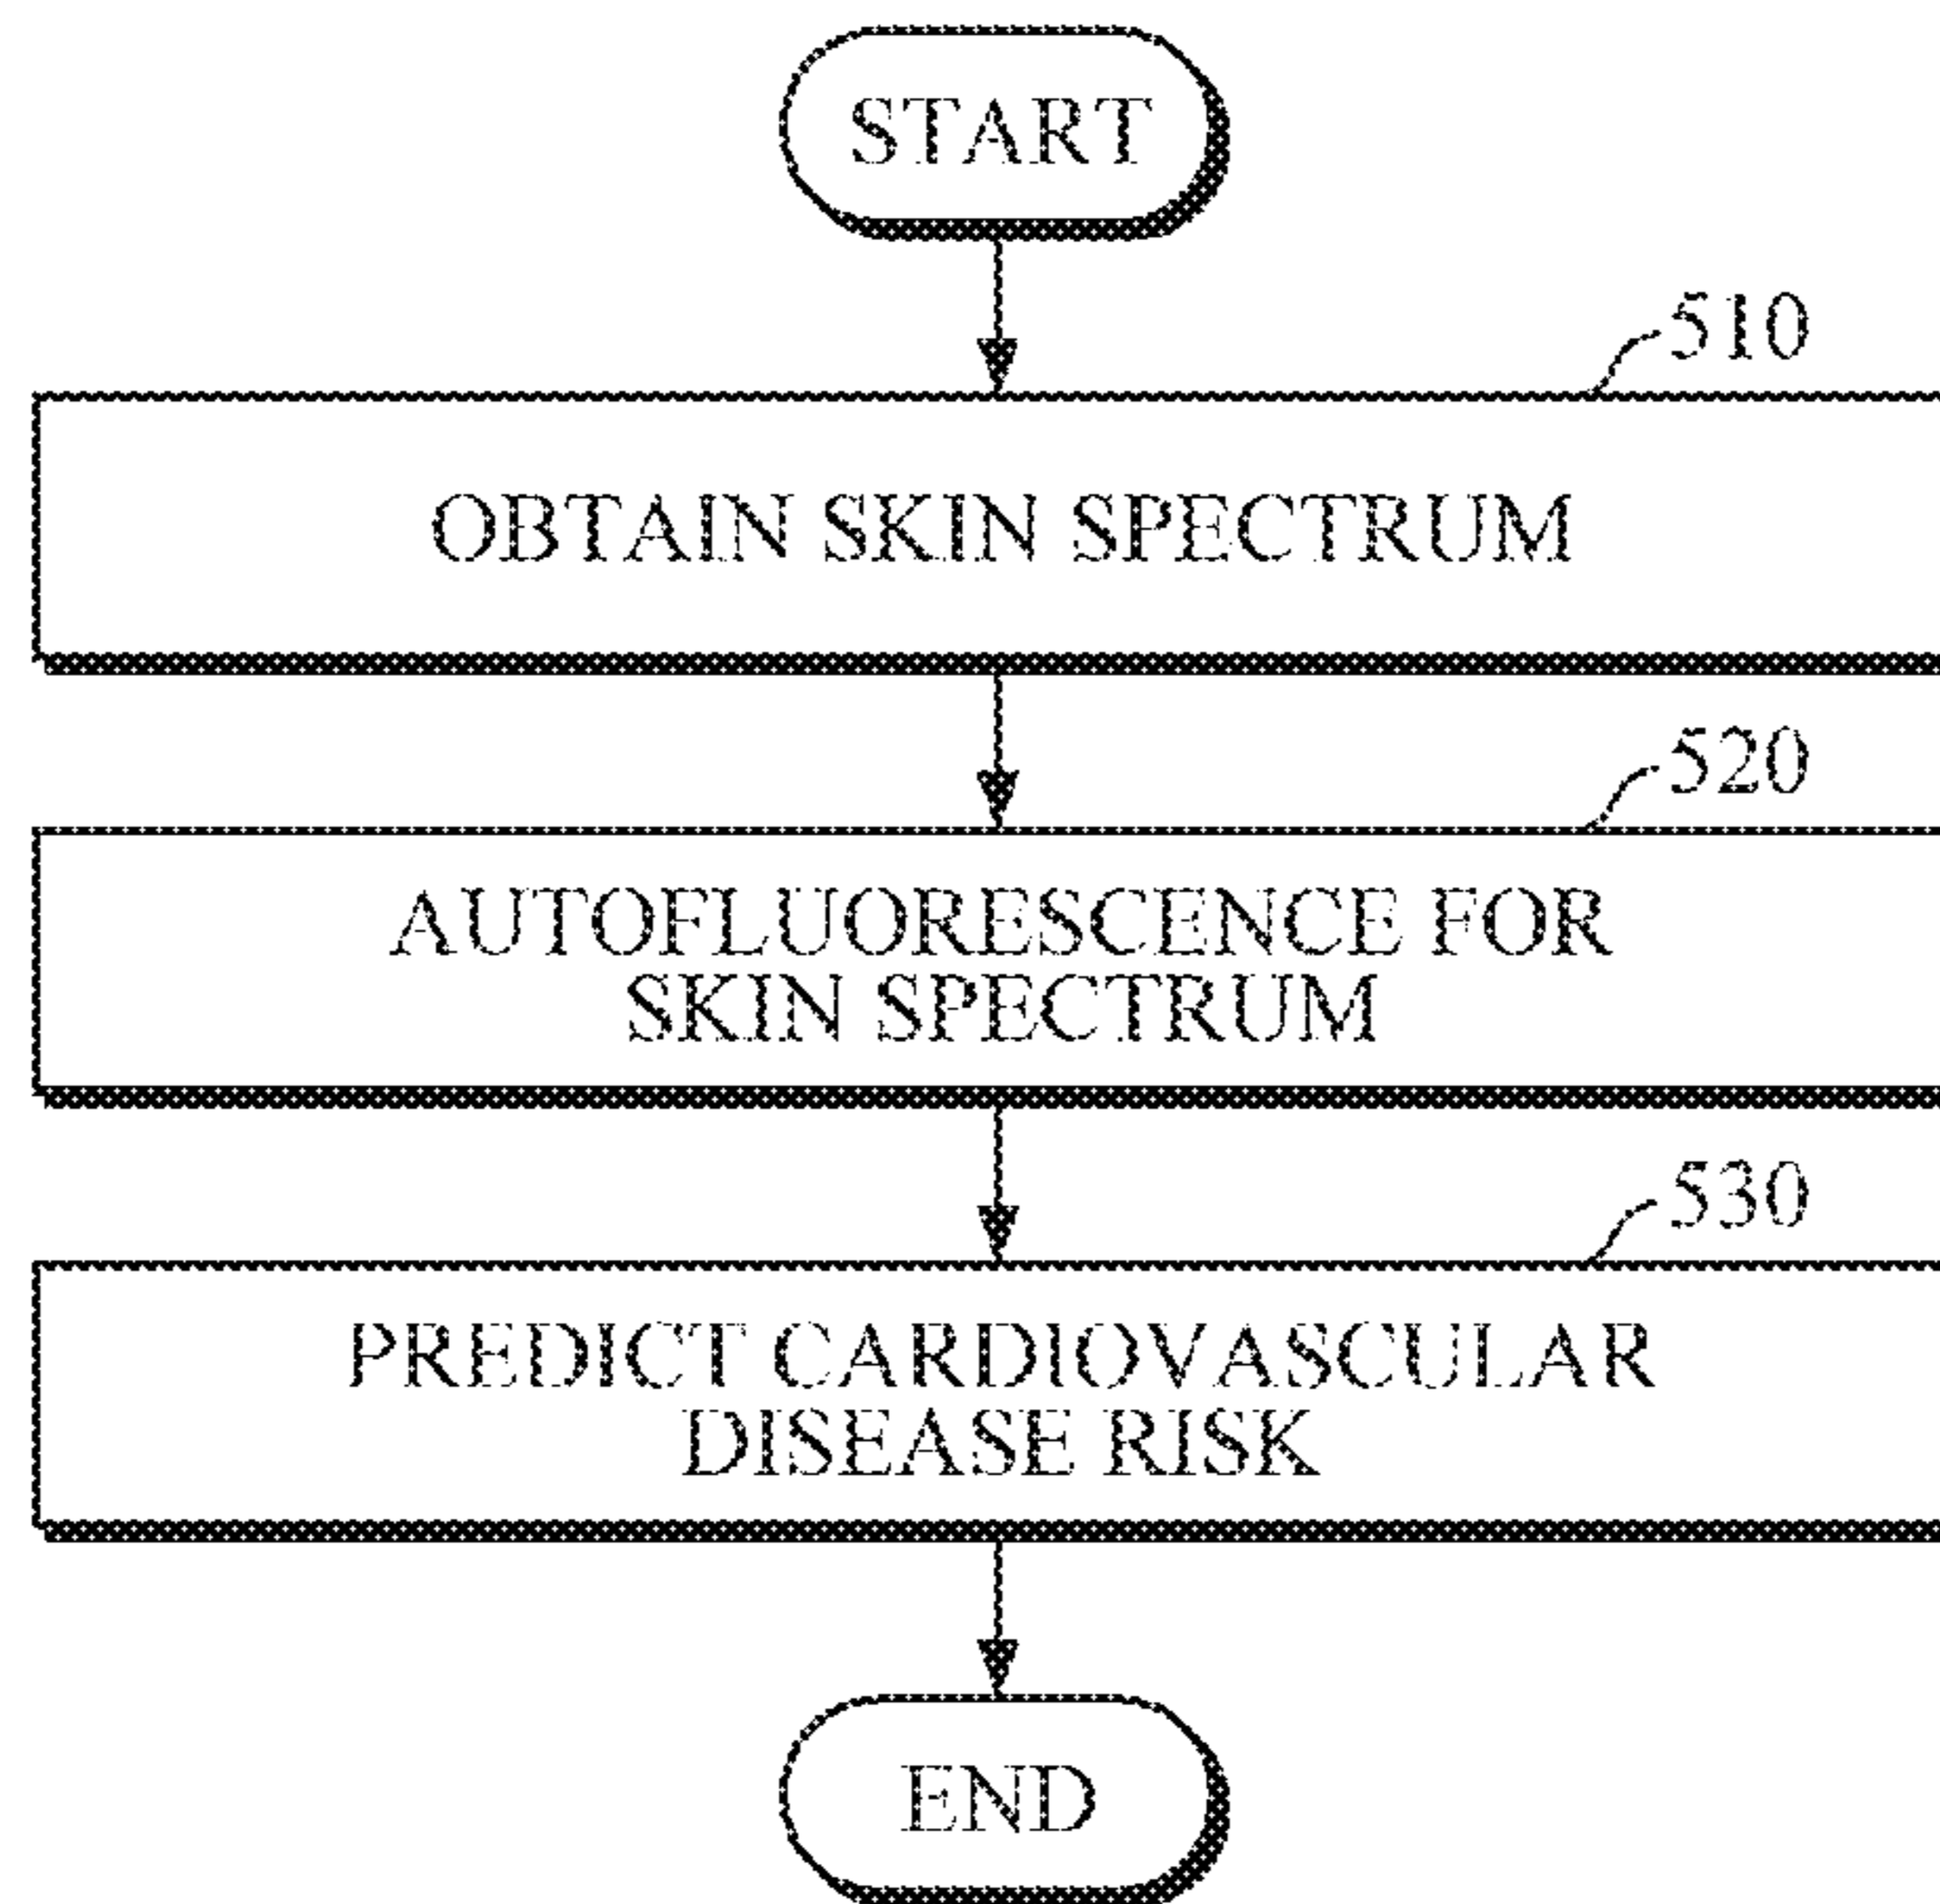 START
510
OBTAIN SKIN SPECTRUM
520
AUTOFLUORESCENCE FOR
SKIN SPECTRUM
530
PREDICT CARDIOVASCULAR
DISEASE RISK
END